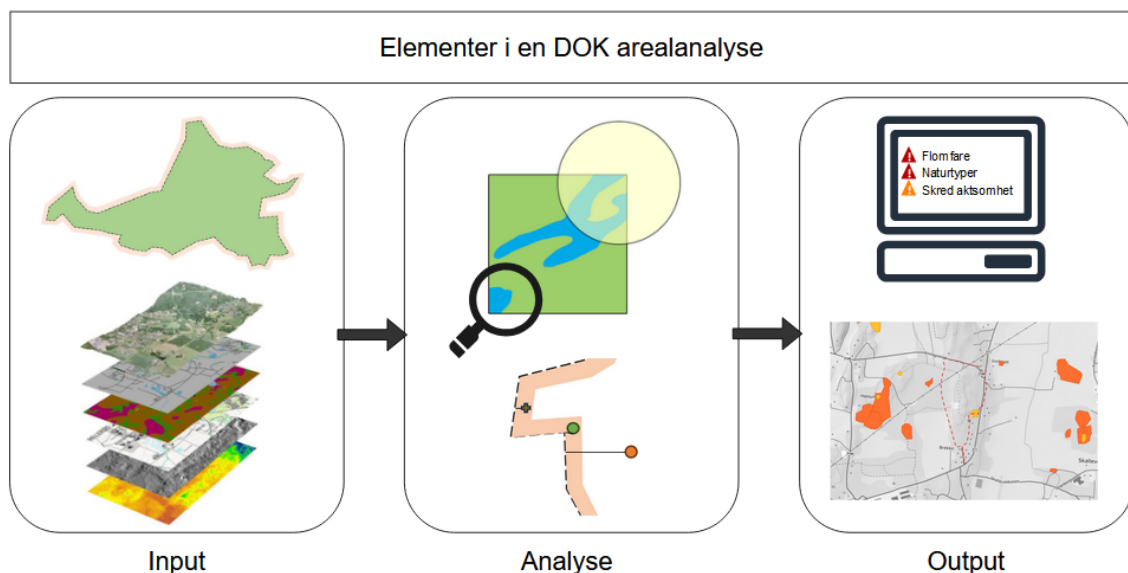 Elementer i en DOK arealanalyse
Flomfare
Naturtyper
Skred aktsomhet
Input
Analyse
Output